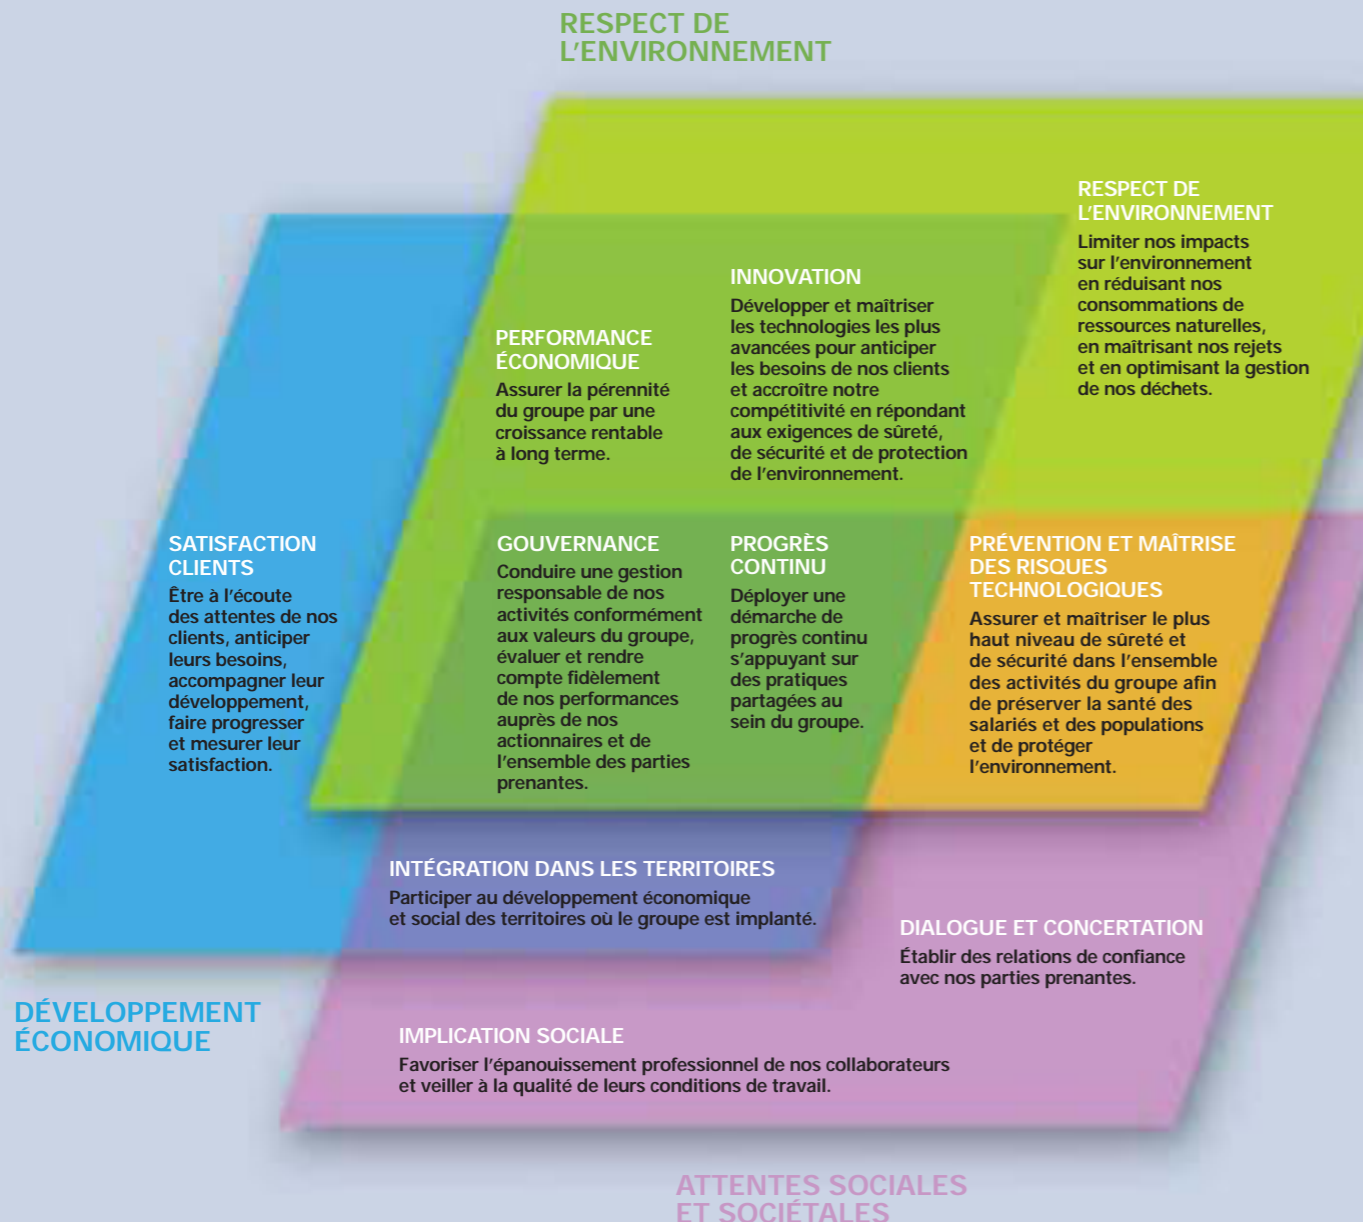 RESPECT DE
L'ENVIRONNEMENT
RESPECT DE
L'ENVIRONNEMENT
Limiter nos impacts
sur l'environnement
en réduisant nos
consommations de
ressources naturelles,
en maîtrisant nos rejets
et en optimisant la gestion
de nos déchets.
INNOVATION
Développer et maîtriser
les technologies les plus
avancées pour anticiper
les besoins de nos clients
et accroître notre
compétitivité en répondant
aux exigences de sûreté,
de sécurité et de protection
de l'environnement.
PERFORMANCE
ÉCONOMIQUE
Assurer la pérennité
du groupe par une
croissance rentable
à long terme.
SATISFACTION
CLIENTS
Être à l'écoute
des attentes de nos
clients, anticiper
leurs besoins,
accompagner leur
développement,
faire progresser
et mesurer leur
satisfaction.
GOUVERNANCE
Conduire une gestion
responsable de nos
activités conformément
aux valeurs du groupe,
évaluer et rendre
compte fidèlement
de nos performances
auprès de nos
actionnaires et de
l'ensemble des parties
prenantes.
PROGRÈS
CONTINU
Déployer une
démarche de
progrès continu
s'appuyant sur
des pratiques
partagées au
sein du groupe.
PRÉVENTION ET MAÎTRISE
DES RISQUES
TECHNOLOGIQUES
Assurer et maîtriser le plus
haut niveau de sûreté et
de sécurité dans l'ensemble
des activités du groupe afin
de préserver la santé des
salariés et des populations
et de protéger
l'environnement.
INTÉGRATION DANS LES TERRITOIRES
Participer au développement économique
et social des territoires où le groupe est implanté.
DIALOGUE ET CONCERTATION
Établir des relations de confiance
avec nos parties prenantes.
DÉVELOPPEMENT
ÉCONOMIQUE
IMPLICATION SOCIALE
Favoriser l'épanouissement professionnel de nos collaborateurs
et veiller à la qualité de leurs conditions de travail.
ATTENTES SOCIALES
ET SOCIÉTALES